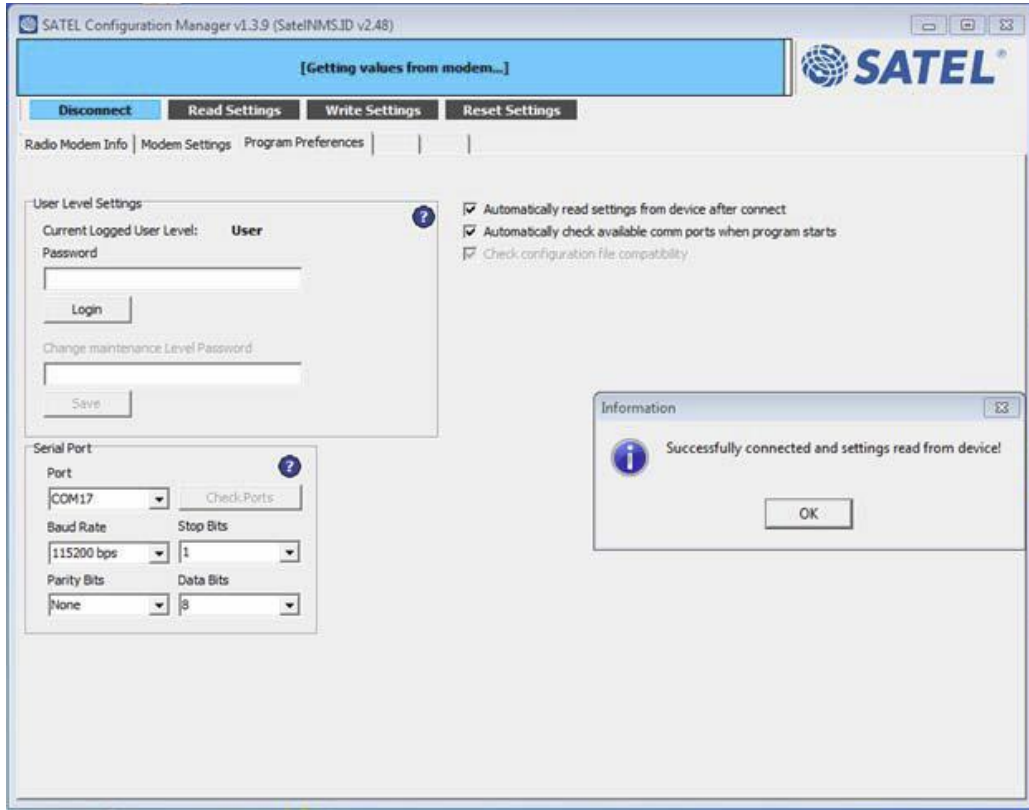 SATEL Configuration Manager v1.3.9 (SatelNMS.ID v2.48)
[Getting values from modem...]
SATEL
Disconnect Read Settings Write Settings Reset Settings
Radio Modem Info Modem Settings Program Preferences
User Level Settings
?
Current Logged User Level: User
Password
Login
Change maintenance Level Password
Save
Automatically read settings from device after connect
Automatically check available comm ports when program starts
Check configuration file compatibility
Serial Port
?
Port
COM17 Check Ports
Baud Rate Stop Bits
115200 bps 1
Parity Bits Data Bits
None 8
Information
i
Successfully connected and settings read from device!
OK